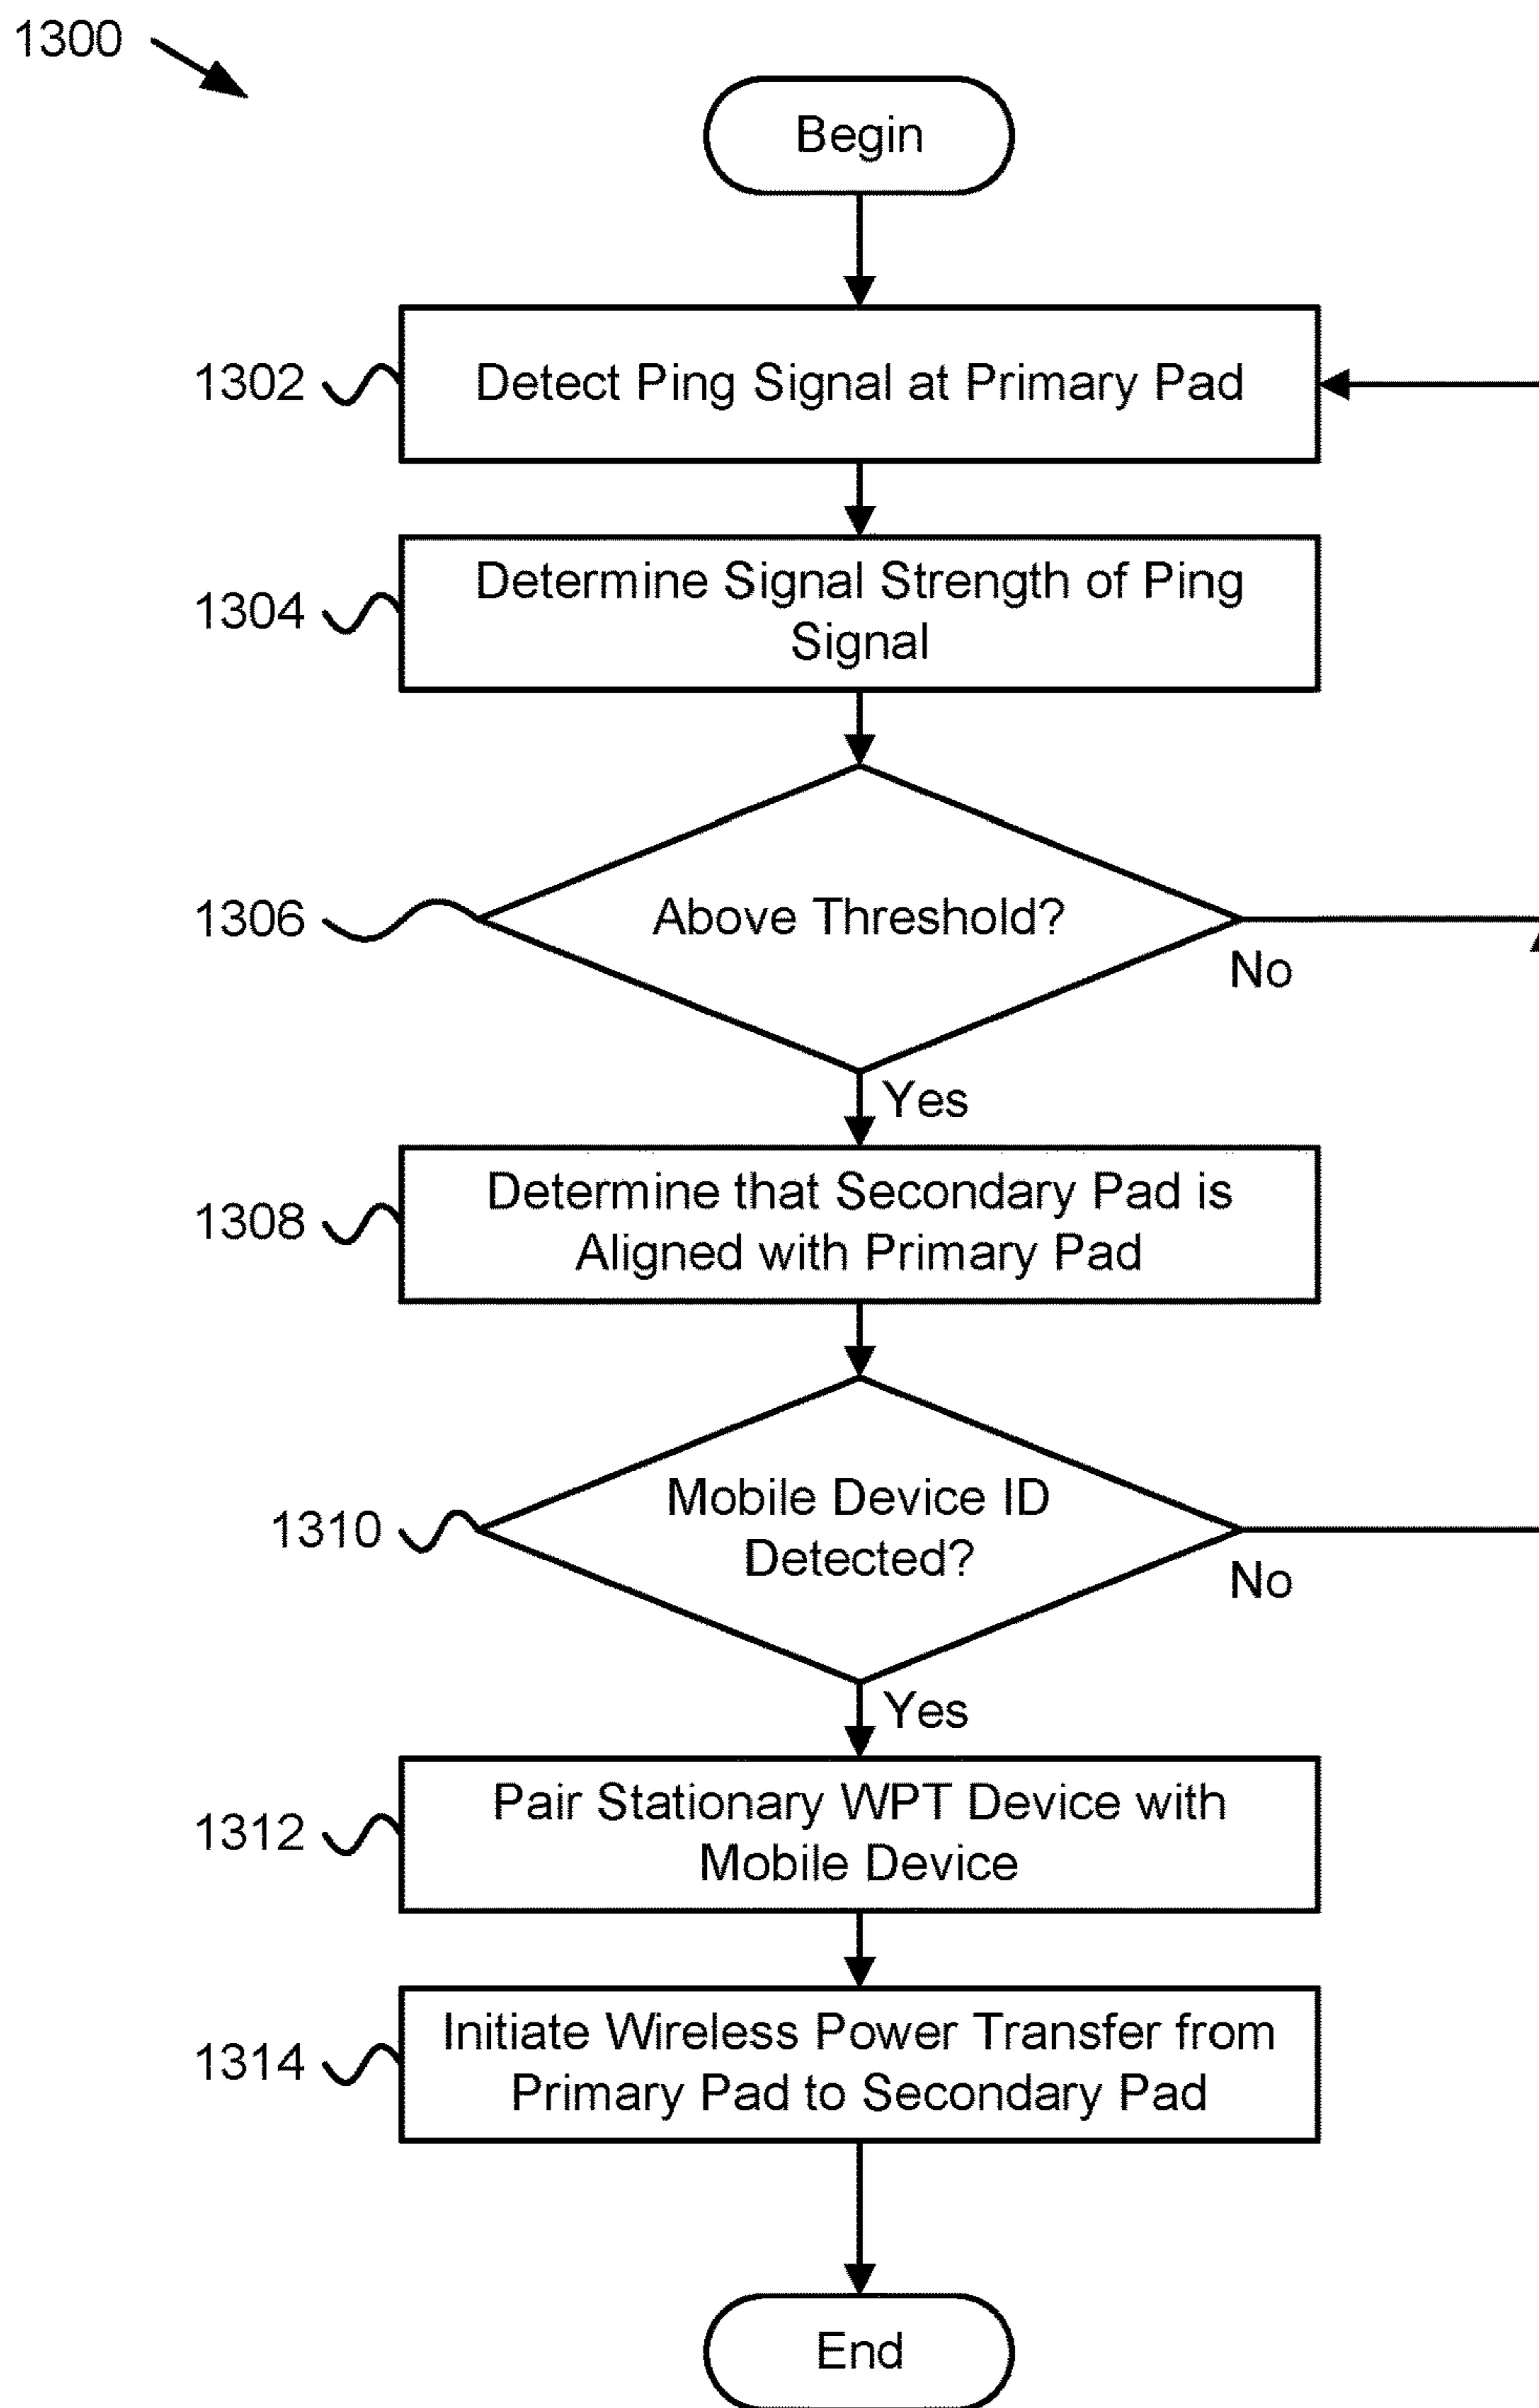 1300
Begin
1302
Detect Ping Signal at Primary Pad
1304
Determine Signal Strength of Ping
Signal
1306
Above Threshold?
No
Yes
1308
Determine that Secondary Pad is
Aligned with Primary Pad
1310
Mobile Device ID
Detected?
No
Yes
1312
Pair Stationary WPT Device with
Mobile Device
1314
Initiate Wireless Power Transfer from
Primary Pad to Secondary Pad
End